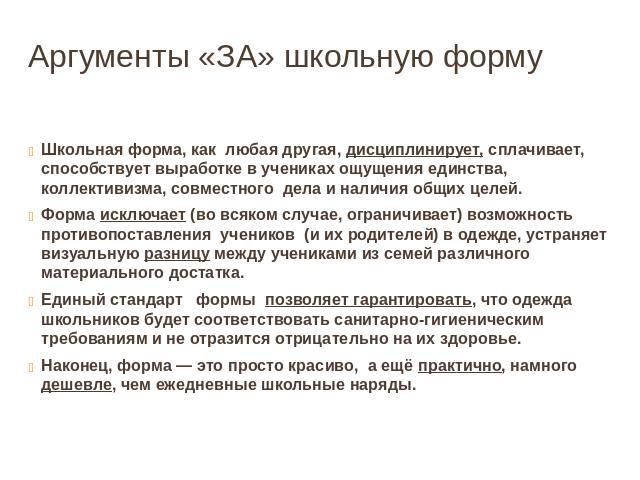 Аргументы «ЗА» школьную форму
Школьная форма, как  любая другая, дисциплинирует, сплачивает,
способствует выработке в учениках ощущения единства,
коллективизма, совместного  дела и наличия общих целей.
Форма исключает (во всяком случае, ограничивает) возможность
противопоставления  учеников  (и их родителей) в одежде, устраняет
визуальную разницу между учениками из семей различного
материального достатка.
Единый стандарт   формы  позволяет гарантировать, что одежда
школьников будет соответствовать санитарно-гигиеническим
требованиям и не отразится отрицательно на их здоровье.
Наконец, форма — это просто красиво,  а ещё практично, намного
дешевле, чем ежедневные школьные наряды.